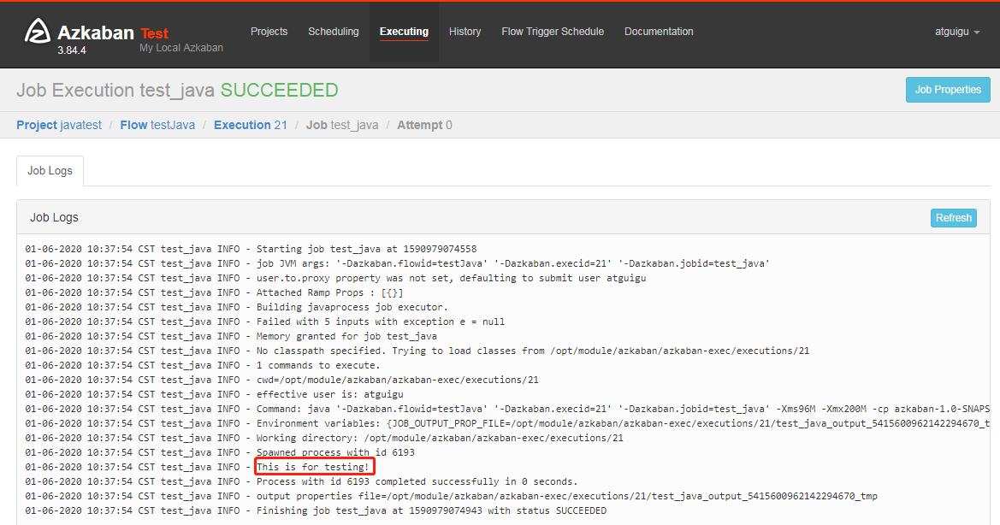 Azkaban Test
3.84.4 My Local Azkaban
Projects Scheduling Executing History Flow Trigger Schedule Documentation atguigu
Job Execution test_java SUCCEEDED Job Properties
Project javatest / Flow testJava / Execution 21 / Job test_java / Attempt 0
Job Logs
Job Logs Refresh
01-06-2020 10:37:54 CST test_java INFO - Starting job test_java at 1590979074558
01-06-2020 10:37:54 CST test_java INFO - job JVM args: '-Dazkaban.flowid=testJava' '-Dazkaban.execid=21' '-Dazkaban.jobid=test_java'
01-06-2020 10:37:54 CST test_java INFO - user.to.proxy property was not set, defaulting to submit user atguigu
01-06-2020 10:37:54 CST test_java INFO - Attached Ramp Props : [{}]
01-06-2020 10:37:54 CST test_java INFO - Building javaprocess job executor.
01-06-2020 10:37:54 CST test_java INFO - Failed with 5 inputs with exception e = null
01-06-2020 10:37:54 CST test_java INFO - Memory granted for job test_java
01-06-2020 10:37:54 CST test_java INFO - No classpath specified. Trying to load classes from /opt/module/azkaban/azkaban-exec/executions/21
01-06-2020 10:37:54 CST test_java INFO - 1 commands to execute.
01-06-2020 10:37:54 CST test_java INFO - cwd=/opt/module/azkaban/azkaban-exec/executions/21
01-06-2020 10:37:54 CST test_java INFO - effective user is: atguigu
01-06-2020 10:37:54 CST test_java INFO - Command: java '-Dazkaban.flowid=testJava' '-Dazkaban.execid=21' '-Dazkaban.jobid=test_java' -Xms96M -Xmx200M -cp azkaban-1.0-SNAPS
01-06-2020 10:37:54 CST test_java INFO - Environment variables: {JOB_OUTPUT_PROP_FILE=/opt/module/azkaban/azkaban-exec/executions/21/test_java_output_5415600962142294670_t
01-06-2020 10:37:54 CST test_java INFO - Working directory: /opt/module/azkaban/azkaban-exec/executions/21
01-06-2020 10:37:54 CST test_java INFO - Spawned process with id 6193
01-06-2020 10:37:54 CST test_java INFO - This is for testing!
01-06-2020 10:37:54 CST test_java INFO - Process with id 6193 completed successfully in 0 seconds.
01-06-2020 10:37:54 CST test_java INFO - output properties file=/opt/module/azkaban/azkaban-exec/executions/21/test_java_output_5415600962142294670_tmp
01-06-2020 10:37:54 CST test_java INFO - Finishing job test_java at 1590979074943 with status SUCCEEDED